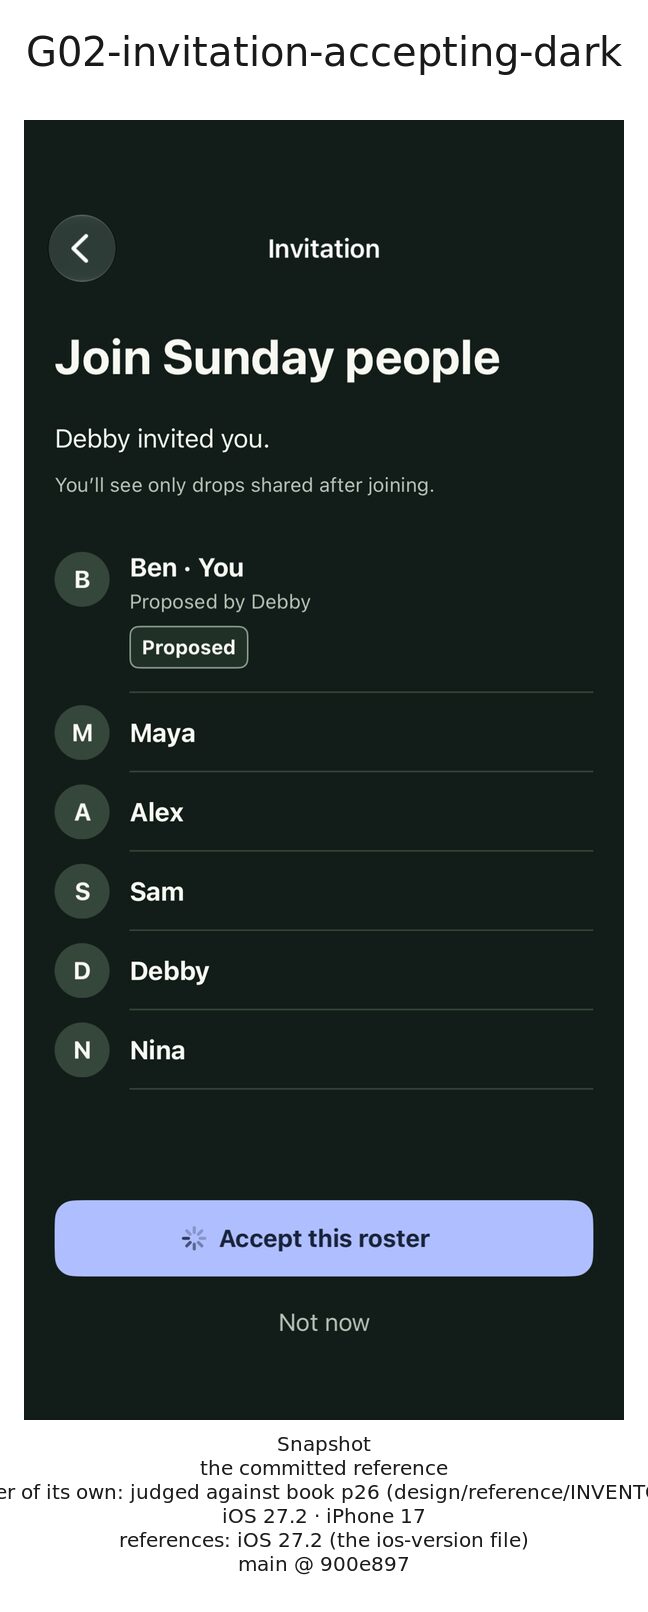 G02-invitation-accepting-dark
Invitation
Join Sunday people
Debby invited you.
You’ll see only drops shared after joining.
B
Ben · You
Proposed by Debby
Proposed
M
Maya
A
Alex
S
Sam
D
Debby
N
Nina
Accept this roster
Not now
Snapshot
the committed reference
of its own: judged against book p26 (design/reference/
iOS 27.2 · iPhone 17
references: iOS 27.2 (the ios-version file)
main @ 900e897